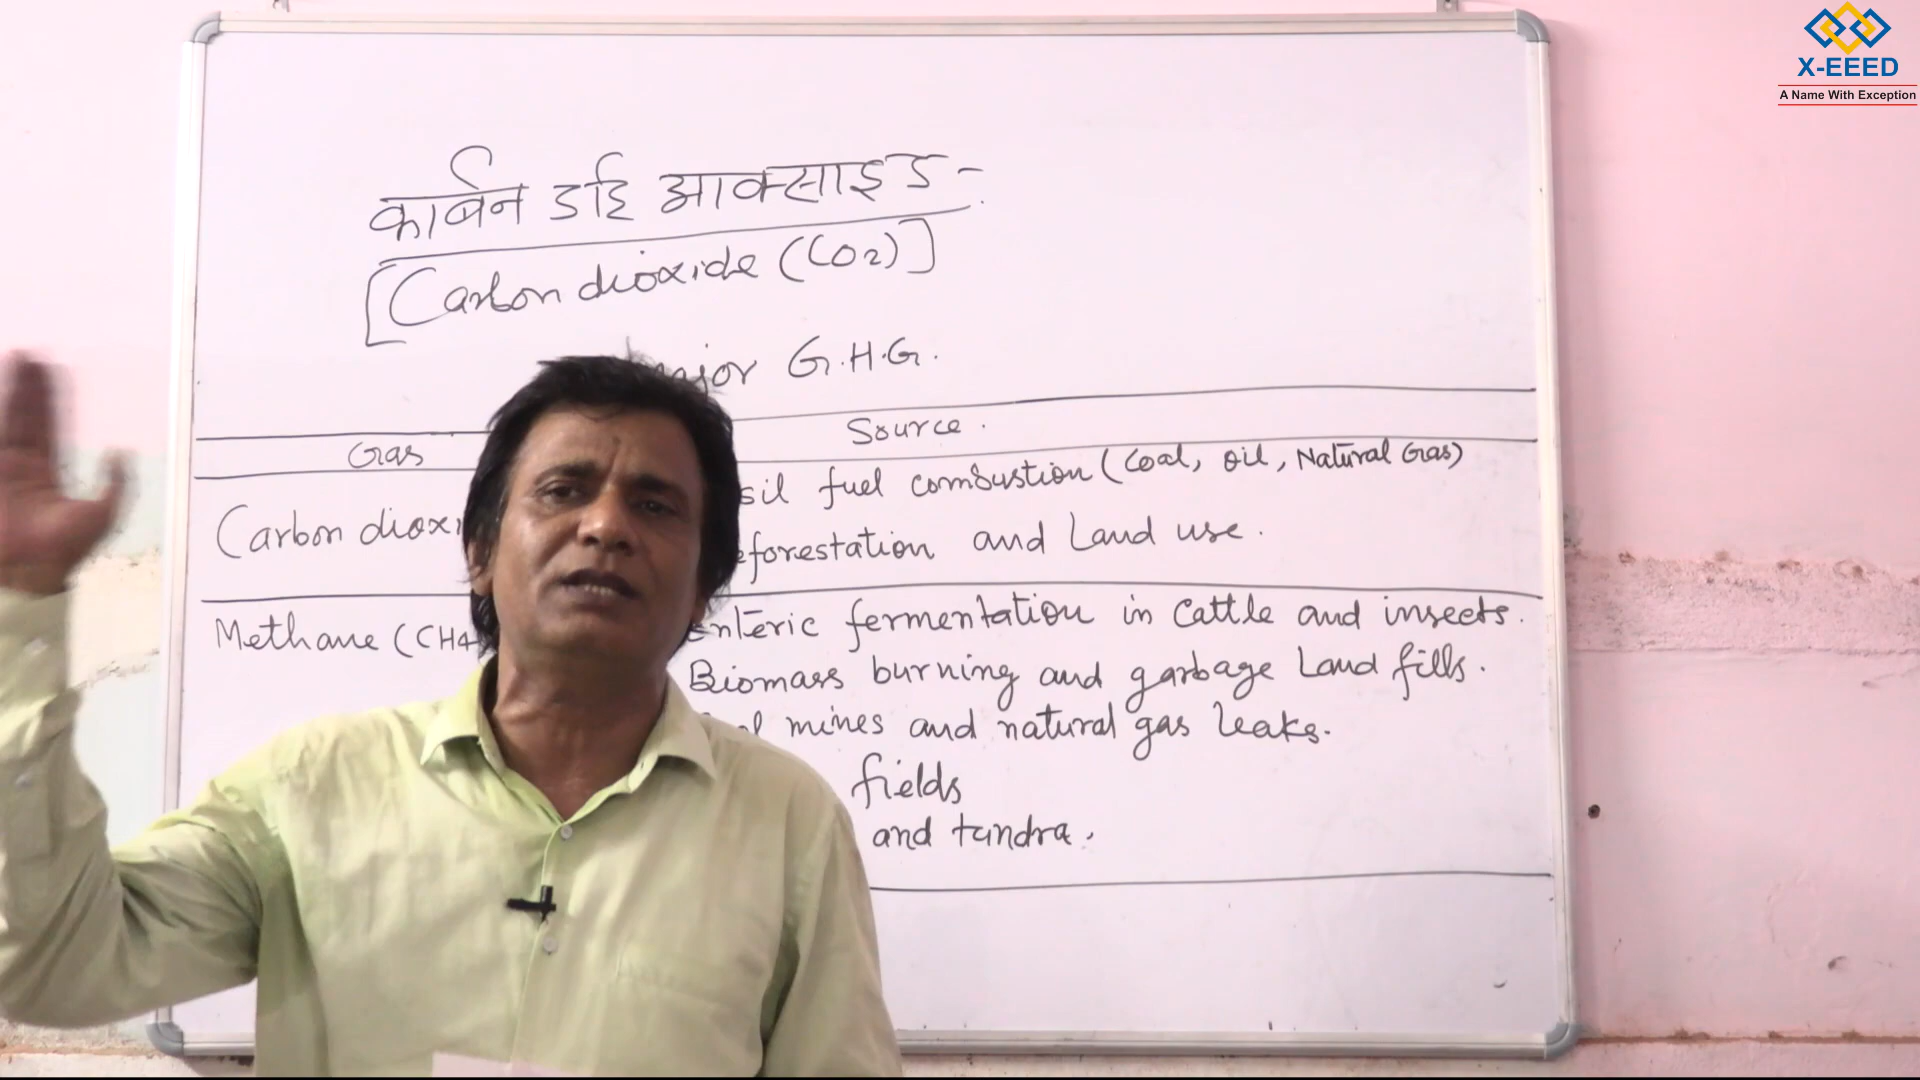 X-EEED
A Name With Exception
कार्बन डाई आक्साइड -
[Carbon dioxide (CO2)]
G.H.G.
Gas Source.
fuel combustion (Coal, oil, Natural Gas)
Carbon and Land use.
Methane (CH4 fermentation in Cattle and insects.
Biomass burning and garbage Land fills.
mines and natural gas leaks.
fields
and tundra.